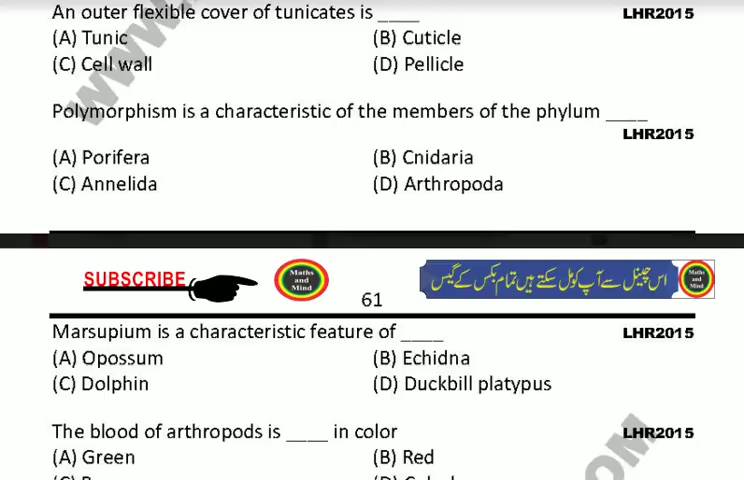 An outer flexible cover of tunicates is ____ LHR2015
(A) Tunic (B) Cuticle
(C) Cell wall (D) Pellicle
Polymorphism is a characteristic of the members of the phylum ____
LHR2015
(A) Porifera (B) Cnidaria
(C) Annelida (D) Arthropoda
SUBSCRIBE Maths and Mind اس چینل سے آپ کو مل سکتے ہیں تمام بکس کے گیس Maths and Mind
61
Marsupium is a characteristic feature of ____ LHR2015
(A) Opossum (B) Echidna
(C) Dolphin (D) Duckbill platypus
The blood of arthropods is ____ in color LHR2015
(A) Green (B) Red